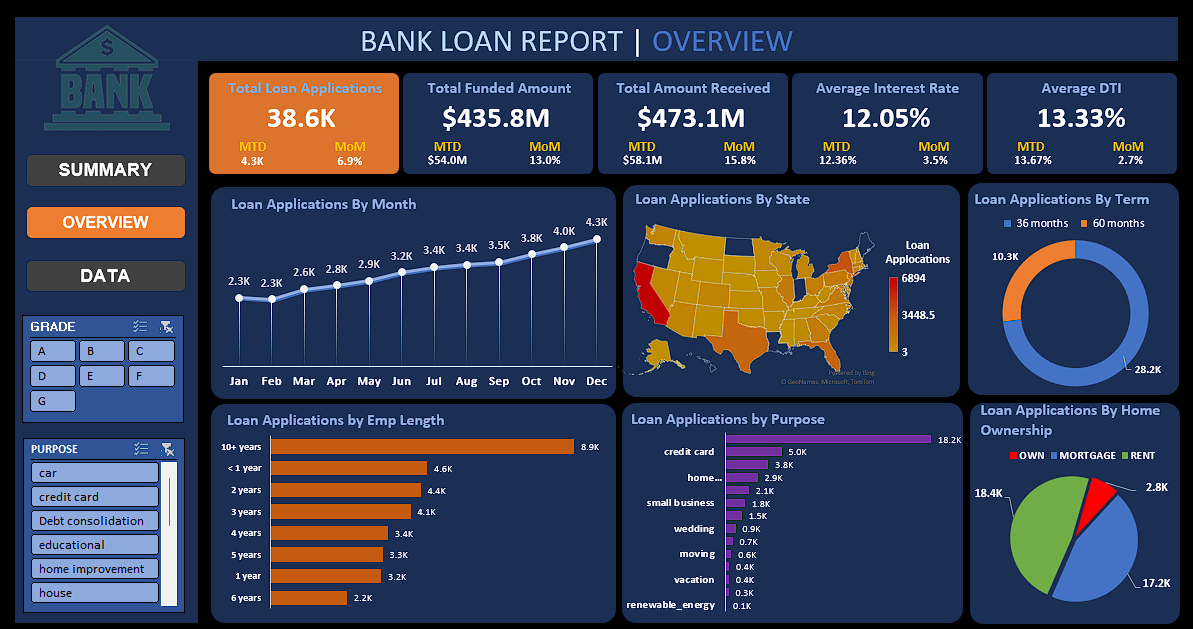 BANK LOAN REPORT | OVERVIEW
$
BANK
SUMMARY
OVERVIEW
DATA
GRADE
A B C
D E F
G
PURPOSE
car
credit card
Debt consolidation
educational
home improvement
house
Total Loan Applications
38.6K
MTD MoM
4.3K 6.9%
Total Funded Amount
$435.8M
MTD MoM
$54.0M 13.0%
Total Amount Received
$473.1M
MTD MoM
$58.1M 15.8%
Average Interest Rate
12.05%
MTD MoM
12.36% 3.5%
Average DTI
13.33%
MTD MoM
13.67% 2.7%
Loan Applications By Month
2.3K 2.3K 2.6K 2.8K 2.9K 3.2K 3.4K 3.4K 3.5K 3.8K 4.0K 4.3K
Jan Feb Mar Apr May Jun Jul Aug Sep Oct Nov Dec
Loan Applications By State
Loan
Applocations
6894
3448.5
3
Powered by Bing
© GeoNames, Microsoft, TomTom
Loan Applications By Term
36 months 60 months
10.3K
28.2K
Loan Applications by Emp Length
10+ years 8.9K
< 1 year 4.6K
2 years 4.4K
3 years 4.1K
4 years 3.4K
5 years 3.3K
1 year 3.2K
6 years 2.2K
Loan Applications by Purpose
18.2K
credit card 5.0K
3.8K
home... 2.9K
2.1K
small business 1.8K
1.5K
wedding 0.9K
0.7K
moving 0.6K
0.4K
vacation 0.4K
0.3K
renewable_energy 0.1K
Loan Applications By Home
Ownership
OWN MORTGAGE RENT
2.8K
18.4K
17.2K